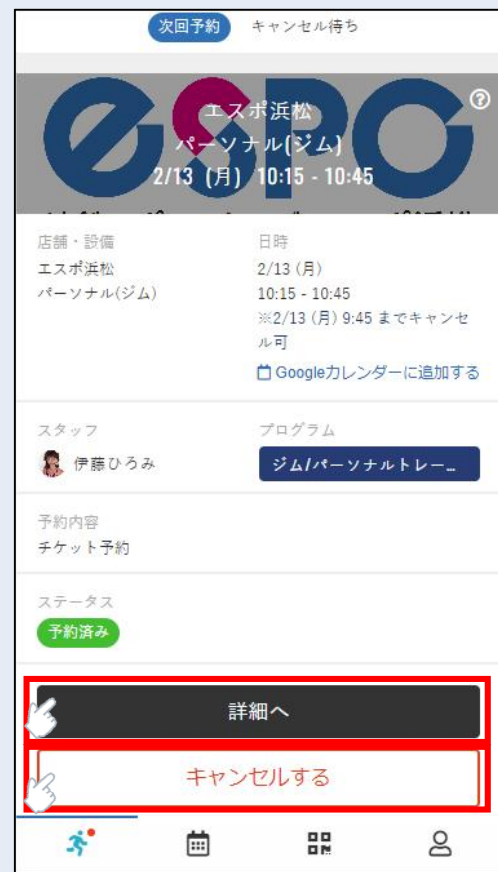 次回予約 キャンセル待ち
espo
エスポ浜松
パーソナル(ジム)
2/13 (月) 10:15 - 10:45
店舗・設備
エスポ浜松
パーソナル(ジム)
日時
2/13 (月)
10:15 - 10:45
※2/13 (月) 9:45 までキャンセ
ル可
Googleカレンダーに追加する
スタッフ
伊藤ひろみ
プログラム
ジム/パーソナルトレー…
予約内容
チケット予約
ステータス
予約済み
詳細へ
キャンセルする